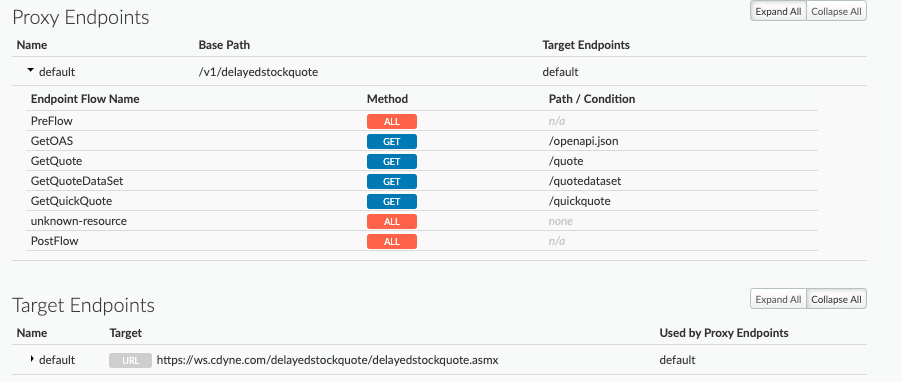 Proxy Endpoints
Expand All Collapse All
Name Base Path Target Endpoints
default /v1/delayedstockquote default
Endpoint Flow Name Method Path / Condition
PreFlow ALL n/a
GetOAS GET /openapi.json
GetQuote GET /quote
GetQuoteDataSet GET /quotedataset
GetQuickQuote GET /quickquote
unknown-resource ALL none
PostFlow ALL n/a
Target Endpoints
Expand All Collapse All
Name Target Used by Proxy Endpoints
default URL https://ws.cdyne.com/delayedstockquote/delayedstockquote.asmx default